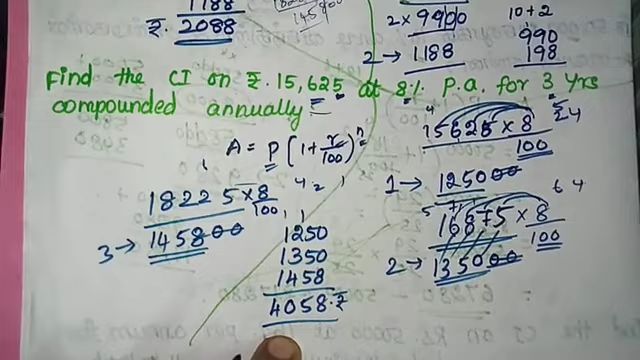 1188
₹. 2088
2 × 9900
2 → 1188
10 + 2
990
198
Find the CI on ₹. 15,625 at 8% P.a. for 3 Yrs
compounded annually :-
A = P (1 + r/100)^n
15625 × 8/100
1 → 125000
16875 × 8/100
2 → 135000
18225 × 8/100
3 → 145800
1250
1350
1458
4058.₹